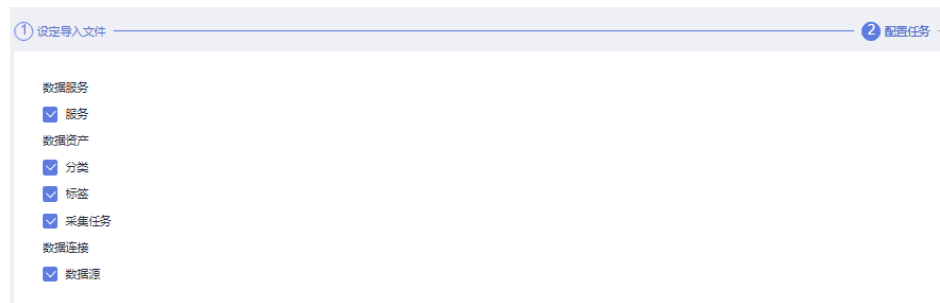 1 设定导入文件 2 配置任务
数据服务
服务
数据资产
分类
标签
采集任务
数据连接
数据源